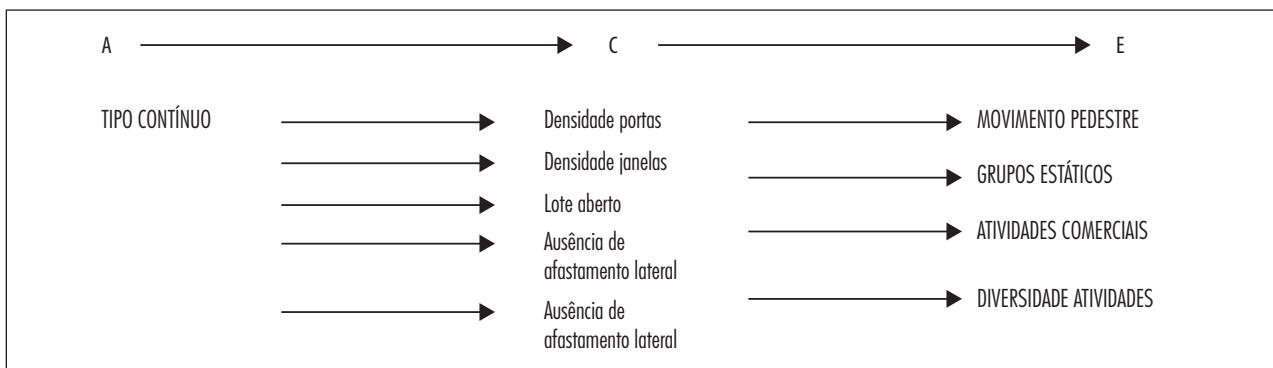 A C E
TIPO CONTÍNUO Densidade portas MOVIMENTO PEDESTRE
Densidade janelas GRUPOS ESTÁTICOS
Lote aberto ATIVIDADES COMERCIAIS
Ausência de
afastamento lateral
DIVERSIDADE ATIVIDADES
Ausência de
afastamento lateral